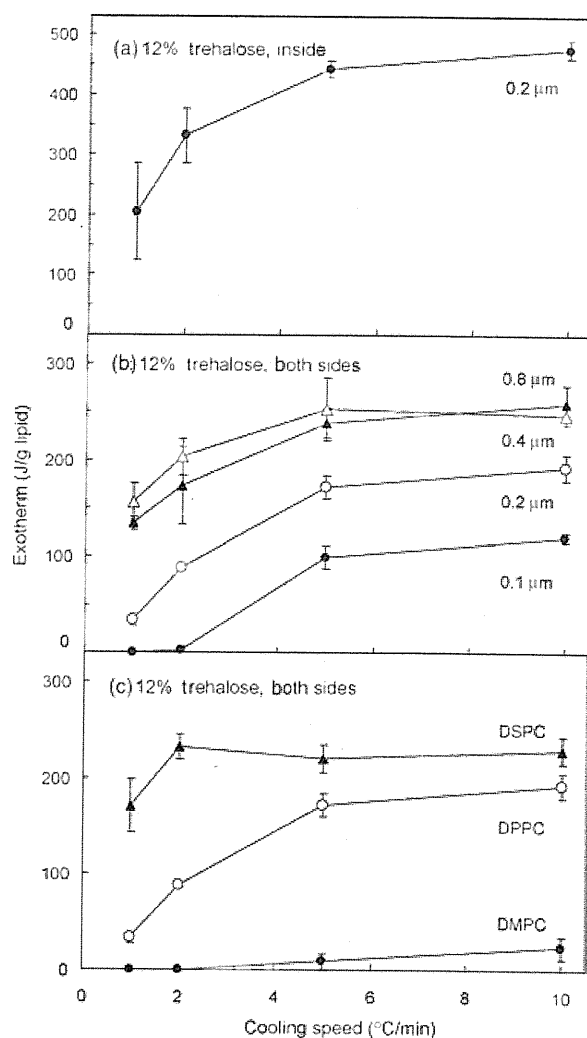 500
(a) 12% trehalose, inside
400
0.2 µm
300
200
100
0
300
(b) 12% trehalose, both sides
0.8 µm
0.4 µm
200
0.2 µm
100
0.1 µm
0
Exotherm (J/g lipid)
(c) 12% trehalose, both sides
300
DSPC
200
DPPC
100
DMPC
0
0 2 4 6 8 10
Cooling speed (°C/min)